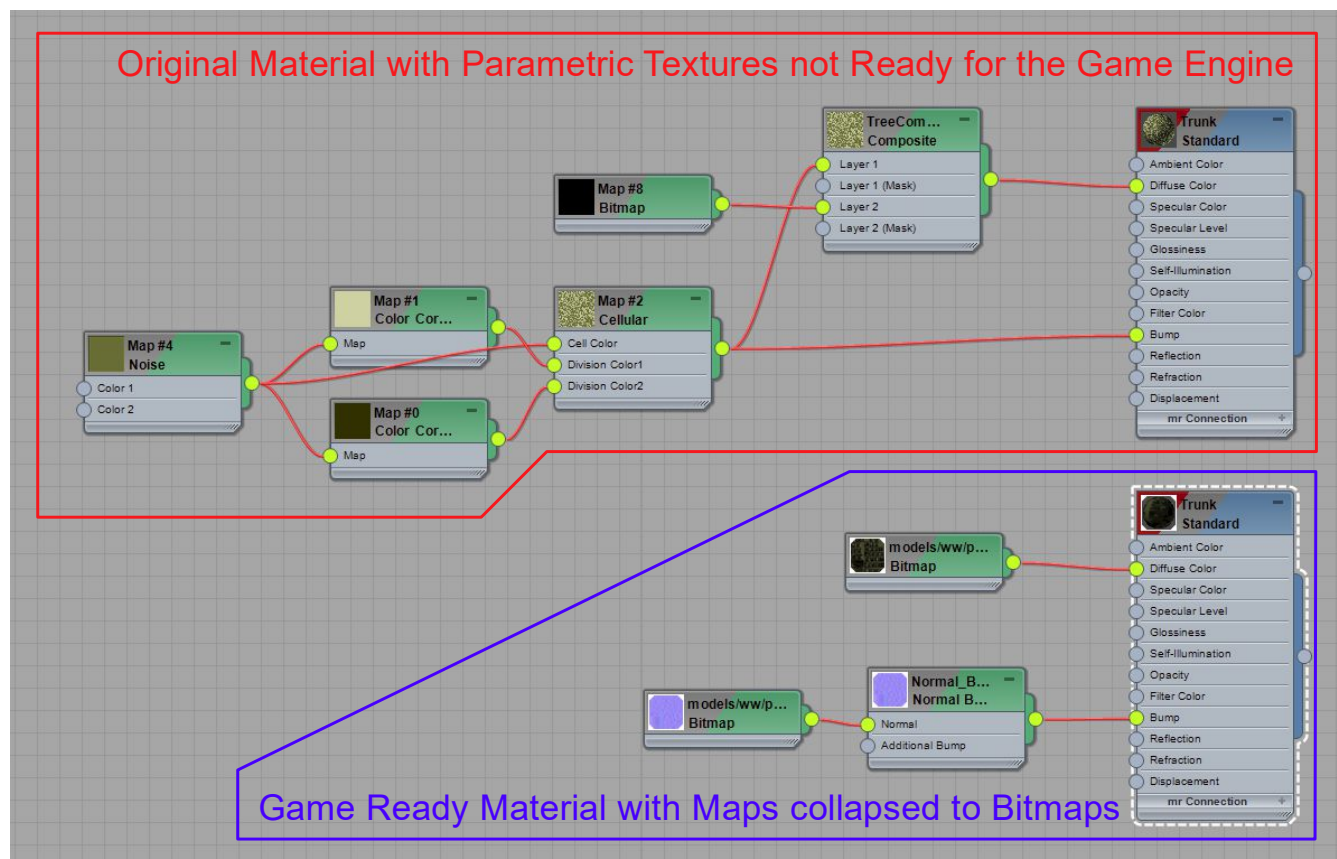 Original Material with Parametric Textures not Ready for the Game Engine
TreeCom...
Composite
Layer 1
Layer 1 (Mask)
Layer 2
Layer 2 (Mask)
Trunk
Standard
Ambient Color
Diffuse Color
Specular Color
Specular Level
Glossiness
Self-Illumination
Opacity
Filter Color
Bump
Reflection
Refraction
Displacement
mr Connection +
Map #8
Bitmap
Map #1
Color Cor...
Map
Map #2
Cellular
Cell Color
Division Color1
Division Color2
Map #4
Noise
Color 1
Color 2
Map #0
Color Cor...
Map
Trunk
Standard
Ambient Color
Diffuse Color
Specular Color
Specular Level
Glossiness
Self-Illumination
Opacity
Filter Color
Bump
Reflection
Refraction
Displacement
mr Connection +
models/ww/p...
Bitmap
Normal_B...
Normal B...
Normal
Additional Bump
models/ww/p...
Bitmap
Game Ready Material with Maps collapsed to Bitmaps